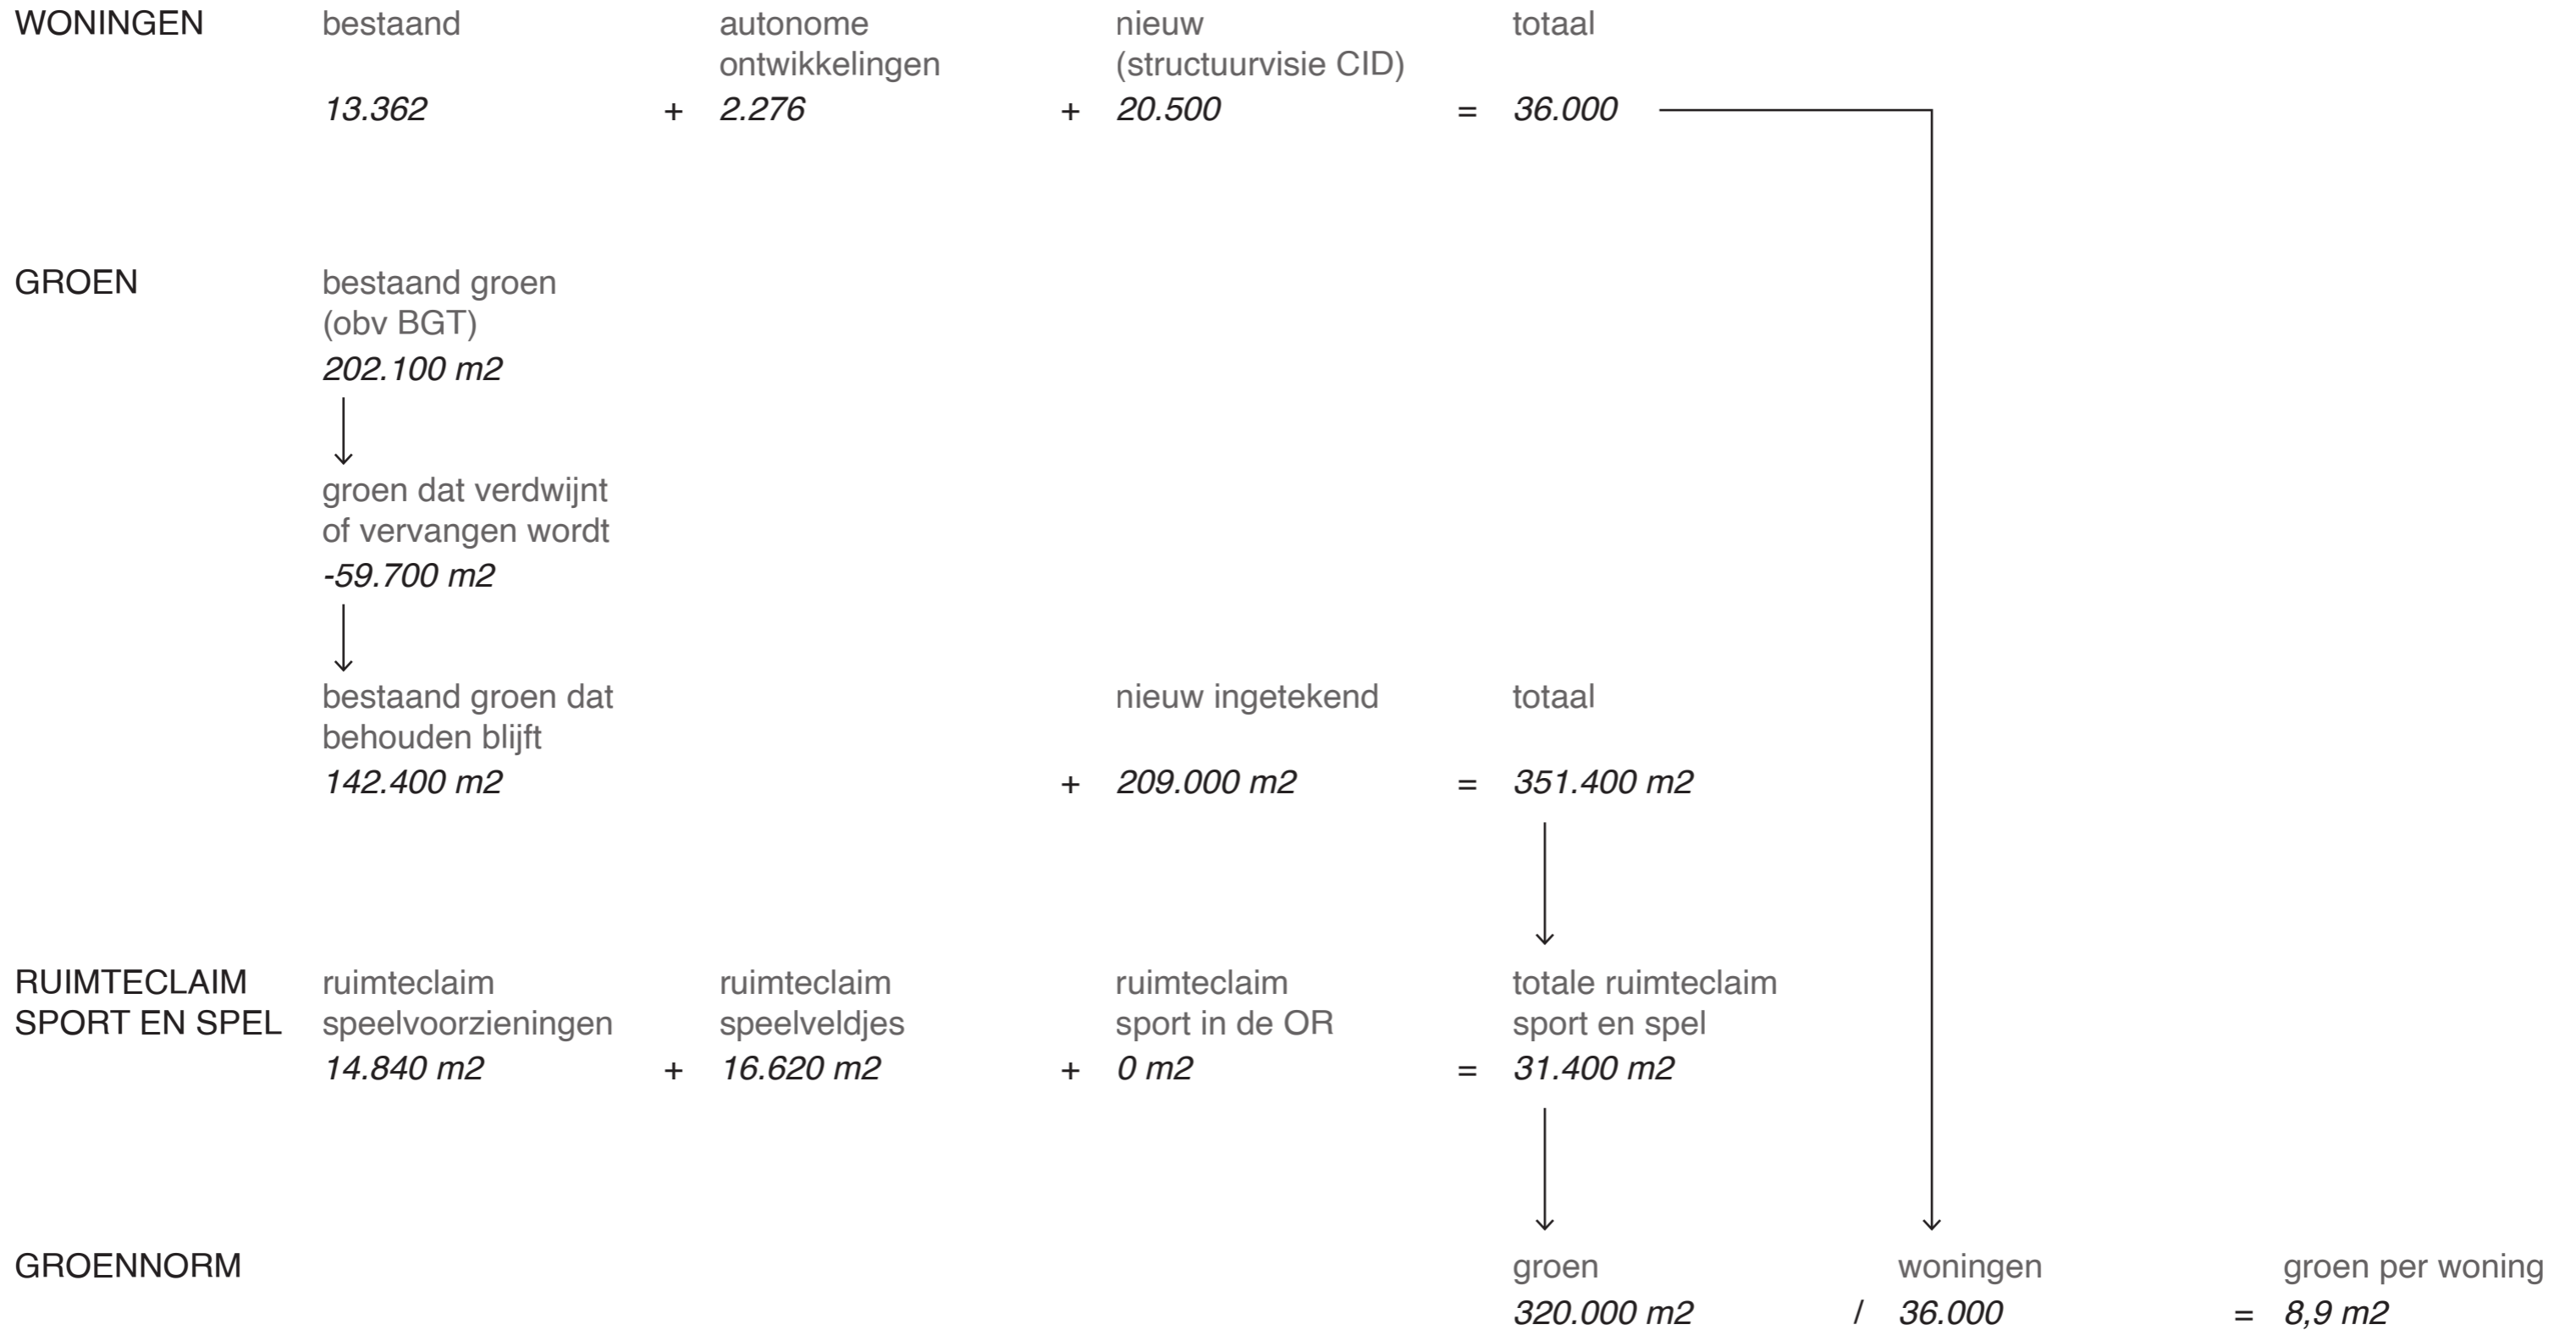 WONINGEN bestaand autonome nieuw totaal
ontwikkelingen (structuurvisie CID)
13.362 + 2.276 + 20.500 = 36.000
GROEN bestaand groen
(obv BGT)
202.100 m2
groen dat verdwijnt
of vervangen wordt
-59.700 m2
bestaand groen dat nieuw ingetekend totaal
behouden blijft
142.400 m2 + 209.000 m2 = 351.400 m2
RUIMTECLAIM ruimteclaim ruimteclaim ruimteclaim totale ruimteclaim
SPORT EN SPEL speelvoorzieningen speelveldjes sport in de OR sport en spel
14.840 m2 + 16.620 m2 + 0 m2 = 31.400 m2
GROENNORM groen woningen groen per woning
320.000 m2 / 36.000 = 8,9 m2